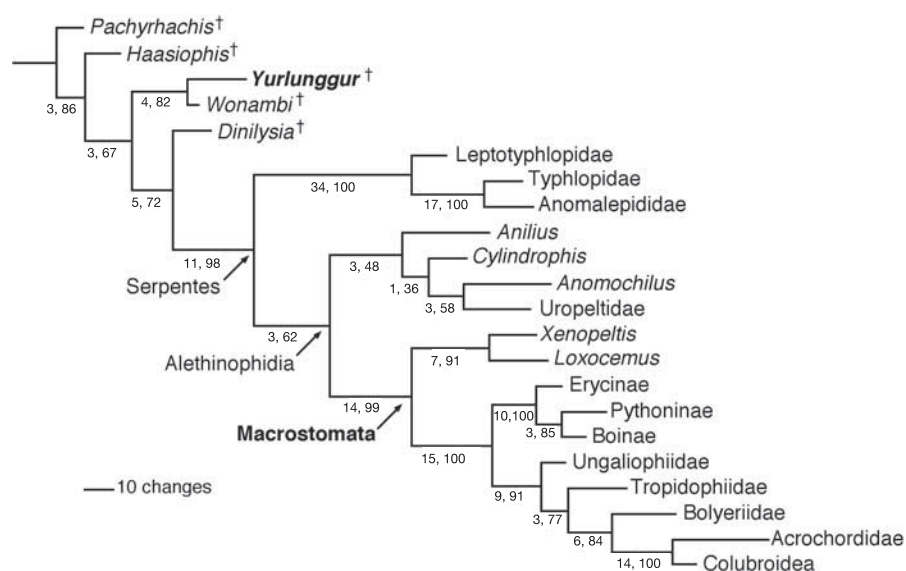 Pachyrhachis†
Haasiophis†
3, 86
Yurlunggur†
4, 82
Wonambi†
Dinilysia†
3, 67
Leptotyphlopidae
34, 100
Typhlopidae
5, 72
17, 100
Anomalepididae
Anilius
11, 98
3, 48
Cylindrophis
Serpentes
1, 36
Anomochilus
3, 58
Uropeltidae
3, 62
Xenopeltis
Alethinophidia
7, 91
Loxocemus
Erycinae
14, 99
10,100
Pythoninae
Macrostomata
3, 85
Boinae
15, 100
Ungaliophiidae
10 changes
9, 91
Tropidophiidae
3, 77
Bolyeriidae
6, 84
Acrochordidae
14, 100
Colubroidea